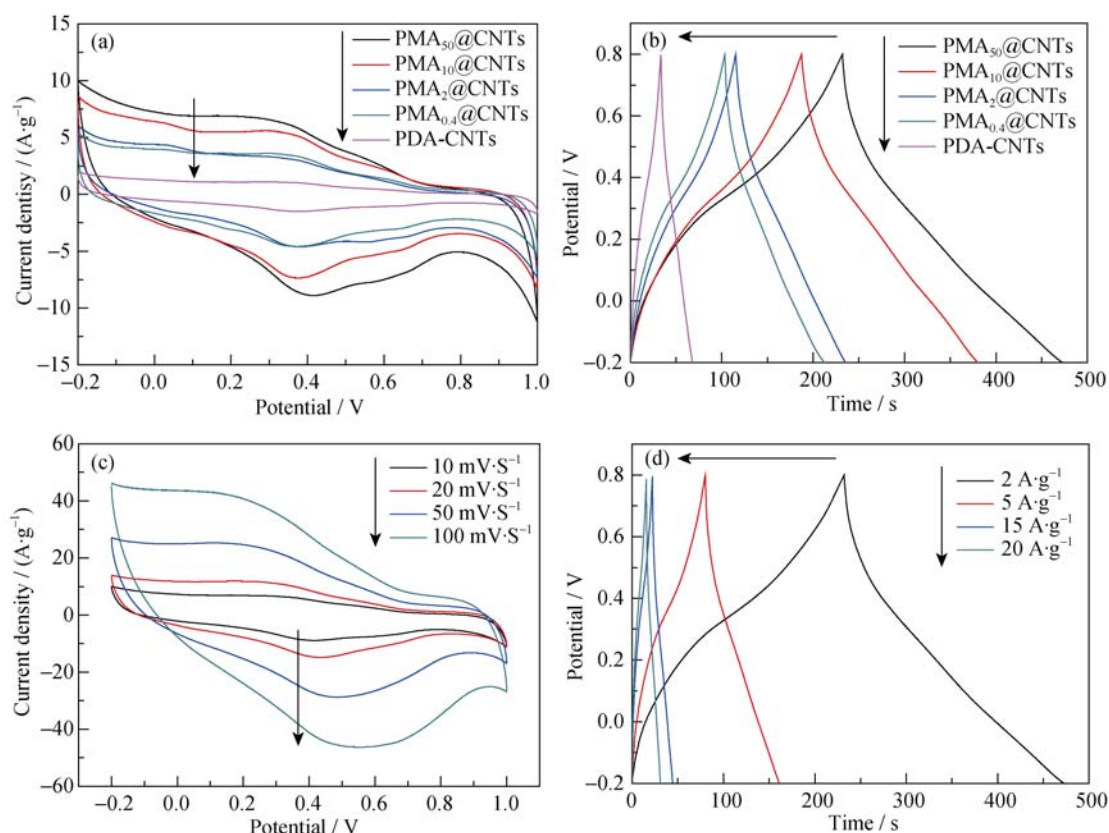 (a)
PMA₅₀@CNTs
PMA₁₀@CNTs
PMA₂@CNTs
PMA₀.₄@CNTs
PDA-CNTs
15
10
5
0
−5
−10
−15
Current dentisy / (A·g⁻¹)
−0.2 0.0 0.2 0.4 0.6 0.8 1.0
Potential / V
(b)
PMA₅₀@CNTs
PMA₁₀@CNTs
PMA₂@CNTs
PMA₀.₄@CNTs
PDA-CNTs
0.8
0.6
0.4
0.2
0.0
−0.2
Potential / V
0 100 200 300 400 500
Time / s
(c)
10 mV·S⁻¹
20 mV·S⁻¹
50 mV·S⁻¹
100 mV·S⁻¹
60
40
20
0
−20
−40
−60
Current density / (A·g⁻¹)
−0.2 0.0 0.2 0.4 0.6 0.8 1.0
Potential / V
(d)
2 A·g⁻¹
5 A·g⁻¹
15 A·g⁻¹
20 A·g⁻¹
0.8
0.6
0.4
0.2
0.0
−0.2
Potential / V
0 100 200 300 400 500
Time / s